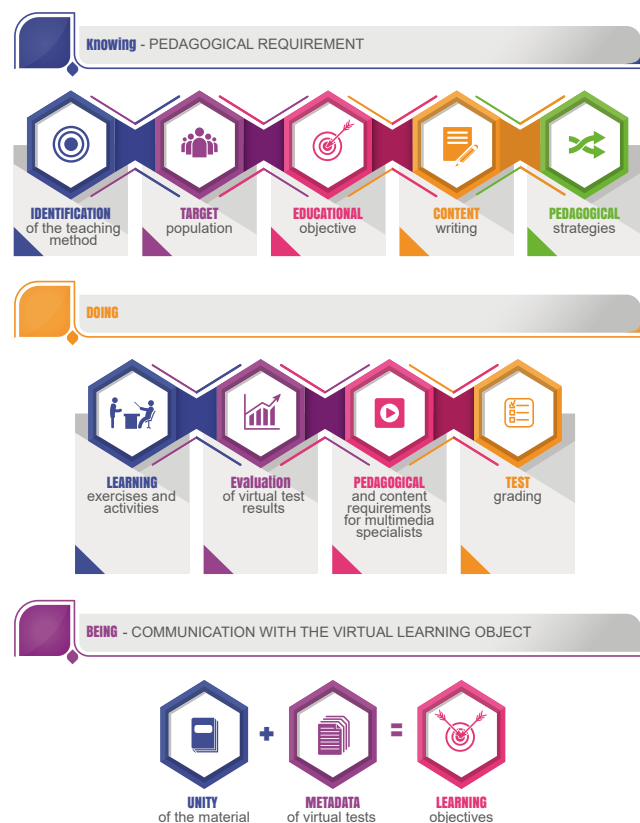 Knowing - PEDAGOGICAL REQUIREMENT
IDENTIFICATION
of the teaching
method
TARGET
population
EDUCATIONAL
objective
CONTENT
writing
PEDAGOGICAL
strategies
DOING
LEARNING
exercises and
activities
Evaluation
of virtual test
results
PEDAGOGICAL
and content
requirements
for multimedia
specialists
TEST
grading
BEING - COMMUNICATION WITH THE VIRTUAL LEARNING OBJECT
+
=
UNITY
of the material
METADATA
of virtual tests
LEARNING
objectives